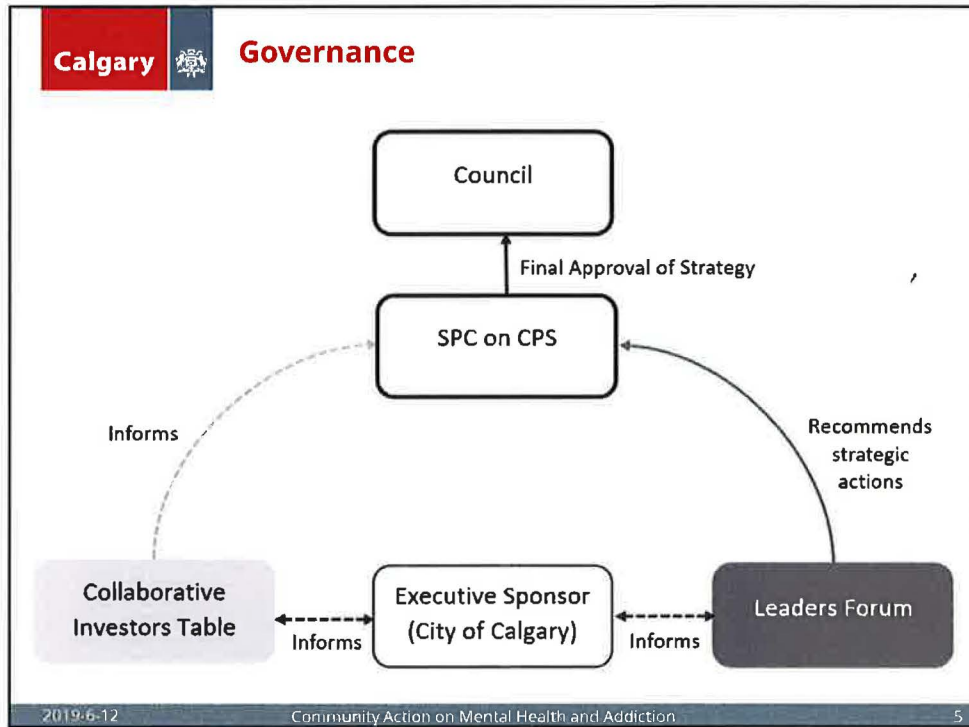 Calgary
Governance
Council
Final Approval of Strategy
SPC on CPS
Informs
Recommends
strategic
actions
Collaborative
Investors Table
Informs
Executive Sponsor
(City of Calgary)
Informs
Leaders Forum
2019-6-12
Community Action on Mental Health and Addiction
5